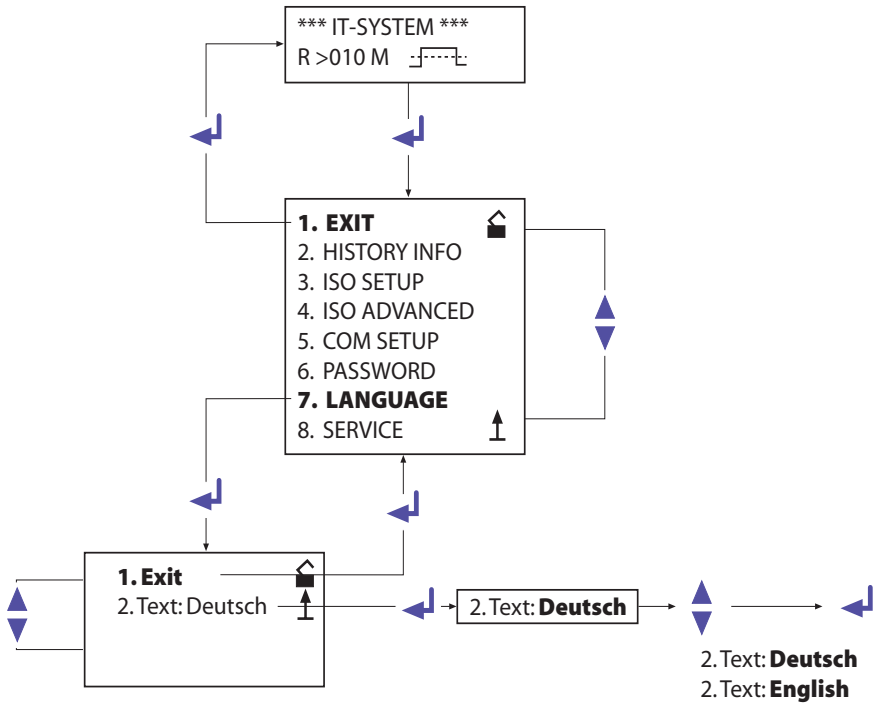 *** IT-SYSTEM ***
R >010 M
1. EXIT
2. HISTORY INFO
3. ISO SETUP
4. ISO ADVANCED
5. COM SETUP
6. PASSWORD
7. LANGUAGE
8. SERVICE
1. Exit
2. Text: Deutsch
2. Text: Deutsch
2. Text: Deutsch
2. Text: English